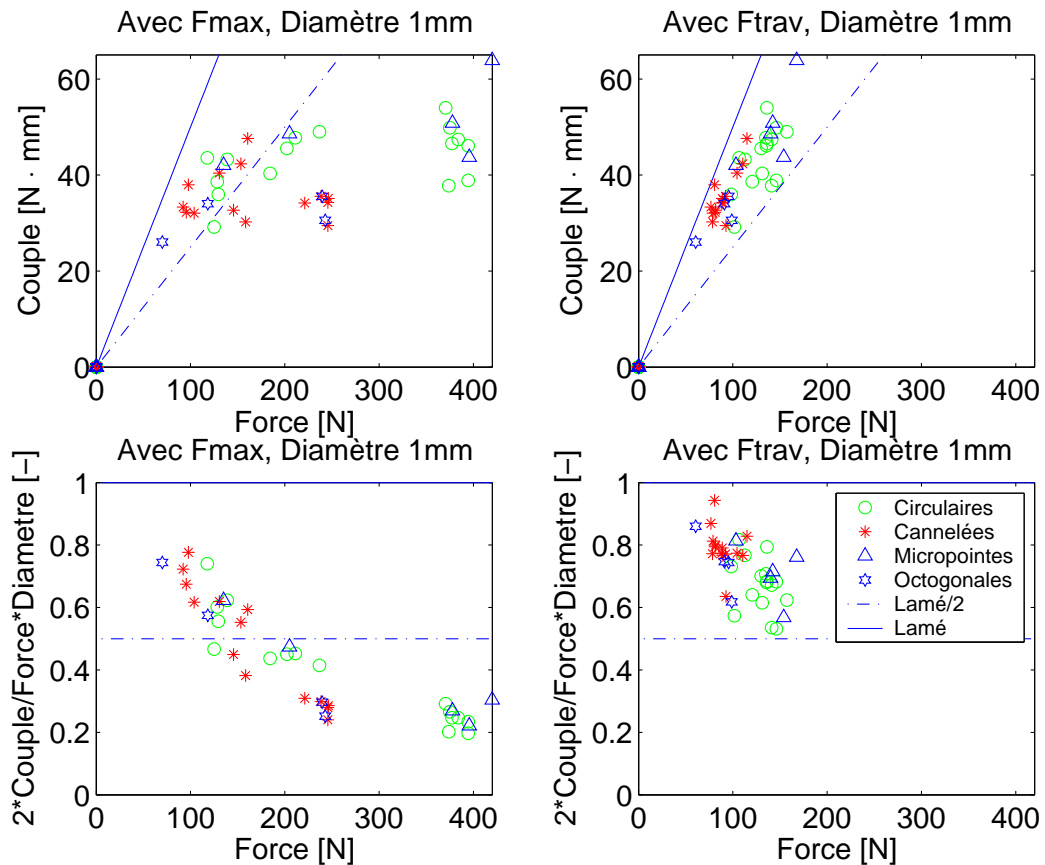 Avec Fmax, Diamètre 1mm
60
40
20
0
Couple [N · mm]
0 100 200 300 400
Force [N]
Avec Ftrav, Diamètre 1mm
60
40
20
0
Couple [N · mm]
0 100 200 300 400
Force [N]
Avec Fmax, Diamètre 1mm
1
0.8
0.6
0.4
0.2
0
2*Couple/Force*Diametre [−]
0 100 200 300 400
Force [N]
Avec Ftrav, Diamètre 1mm
1
0.8
0.6
0.4
0.2
0
2*Couple/Force*Diametre [−]
0 100 200 300 400
Force [N]
Circulaires
Cannelées
Micropointes
Octogonales
Lamé/2
Lamé